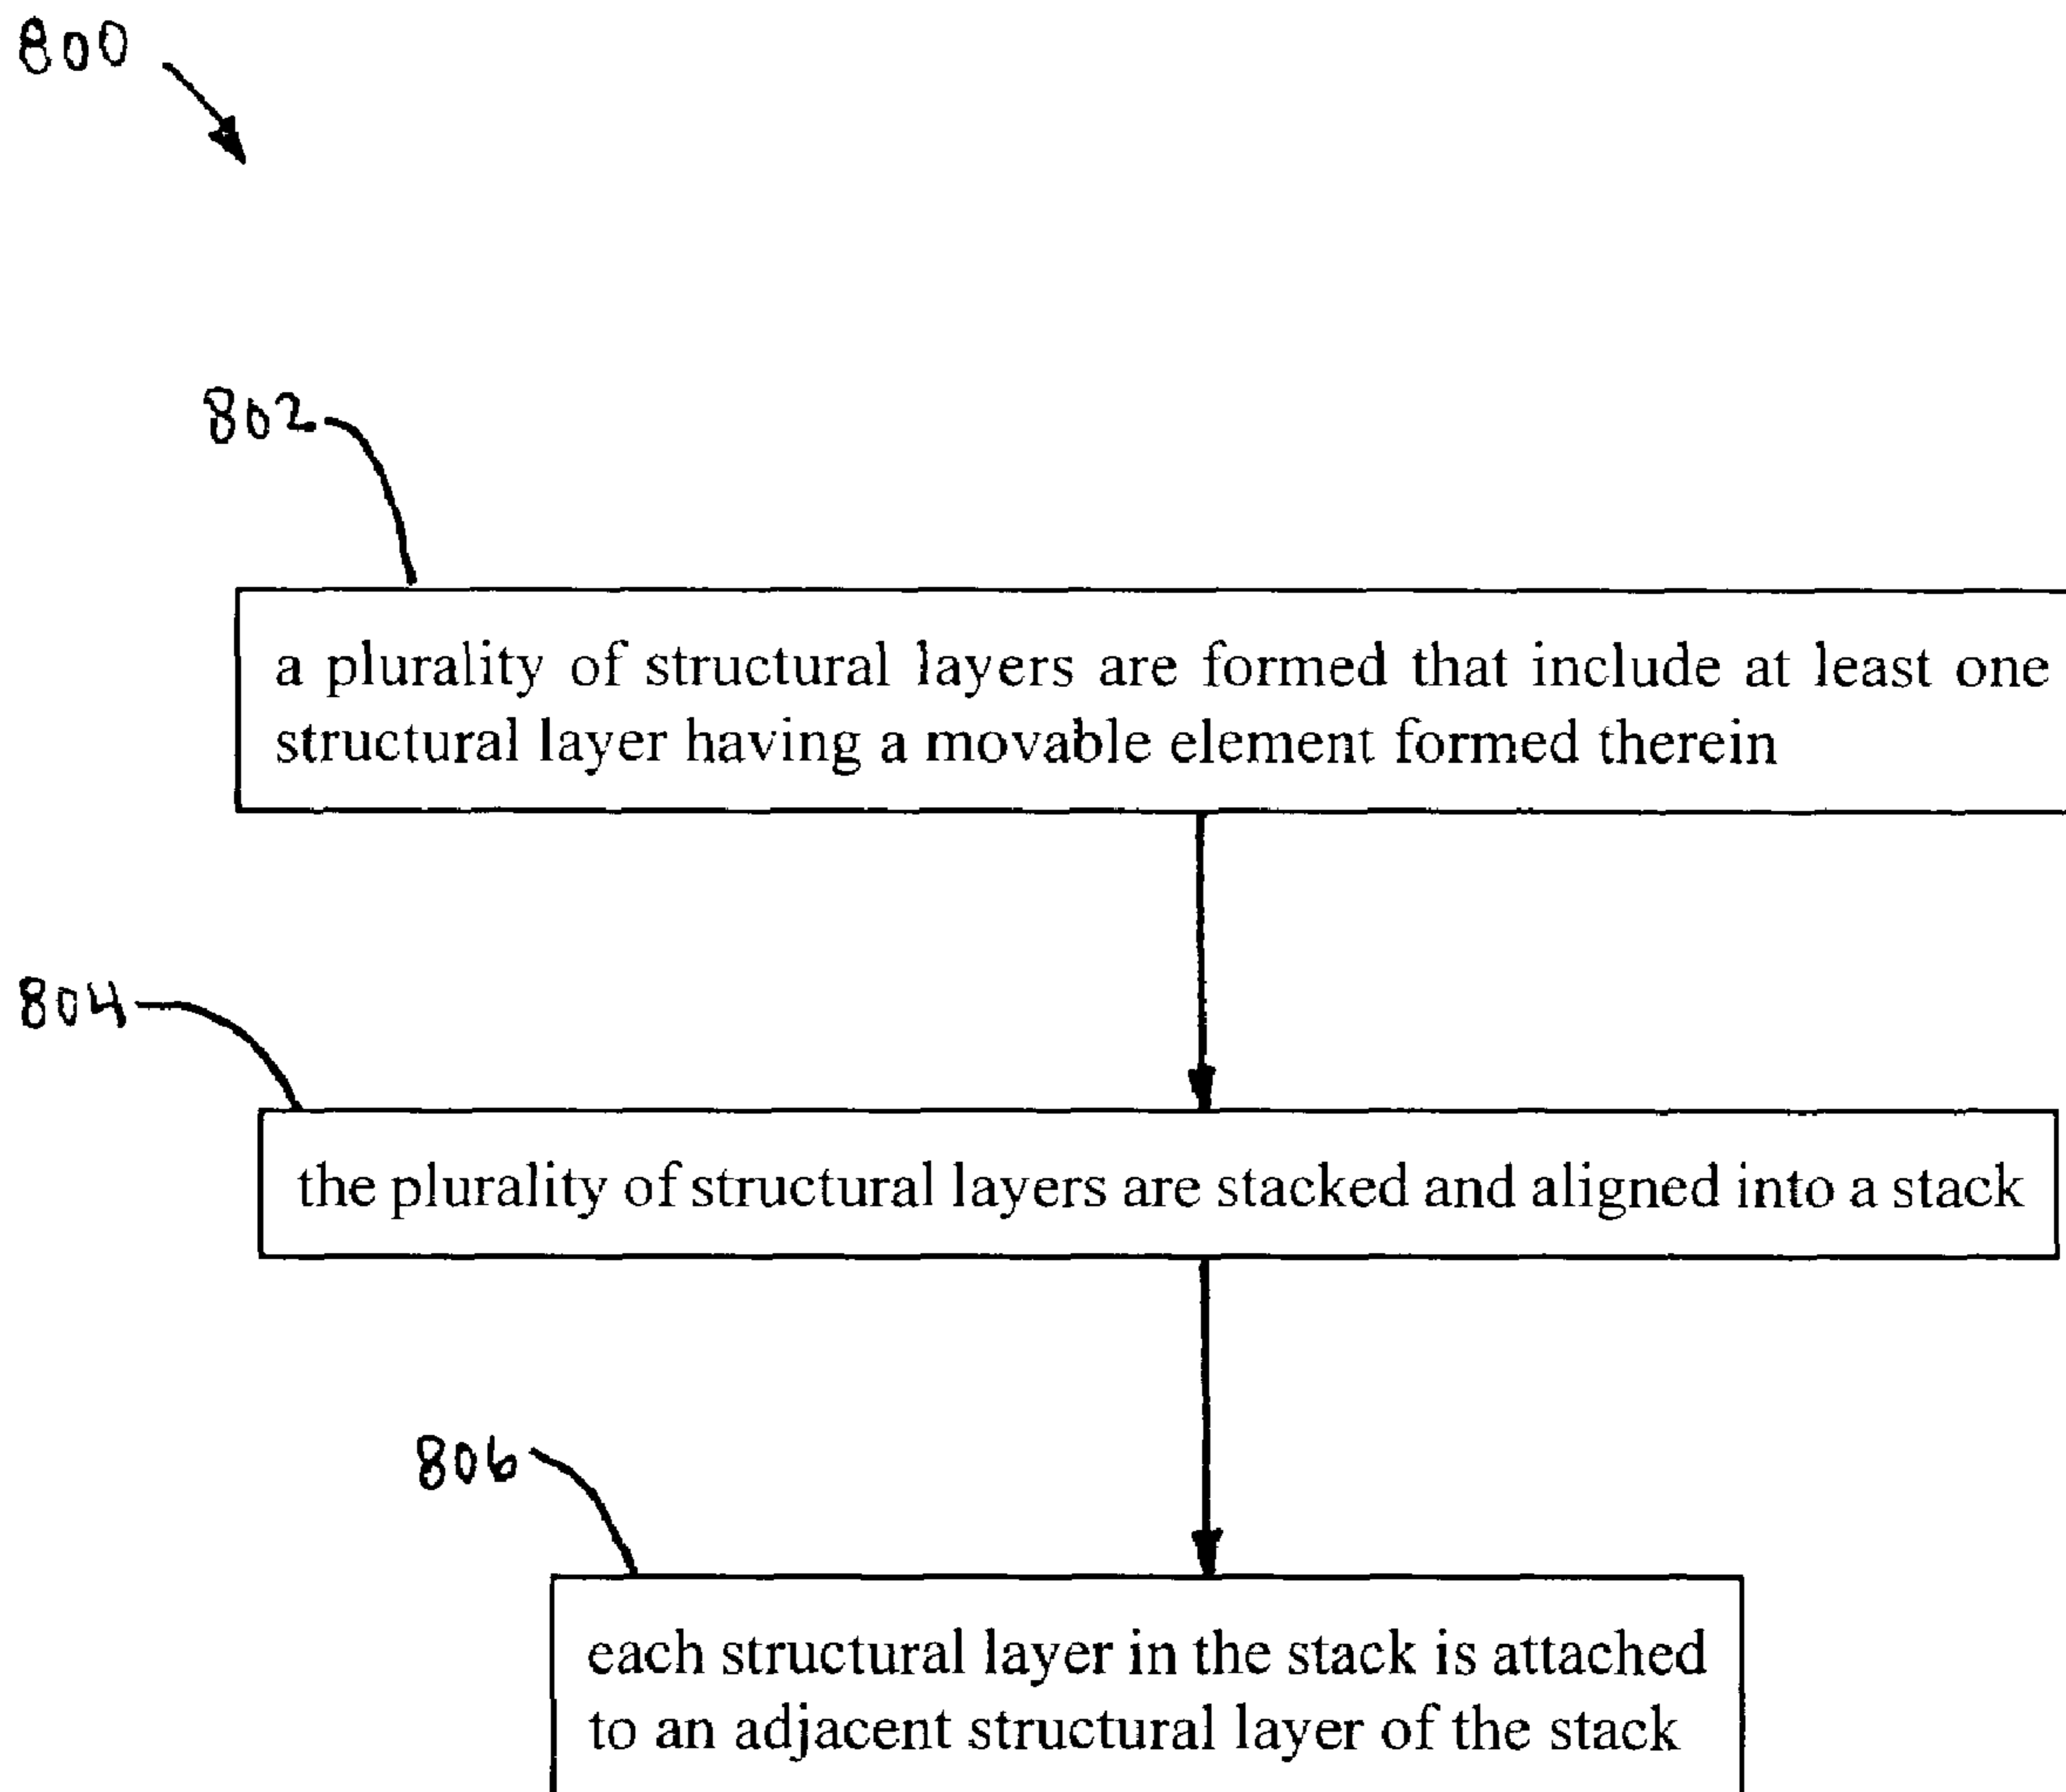 800
802
a plurality of structural layers are formed that include at least one
structural layer having a movable element formed therein
804
the plurality of structural layers are stacked and aligned into a stack
806
each structural layer in the stack is attached
to an adjacent structural layer of the stack